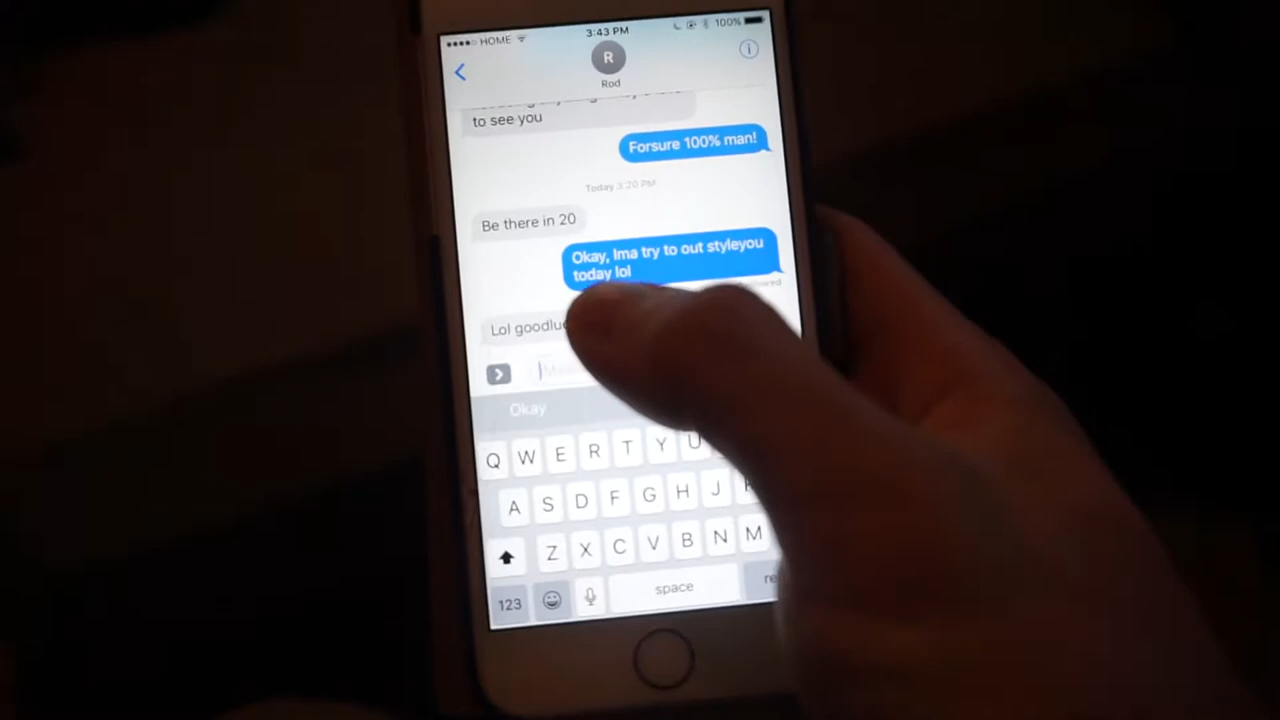 HOME 3:43 PM 100%
R
Rod
to see you
Forsure 100% man!
Today 3:20 PM
Be there in 20
Okay, Ima try to out styleyou
today lol
Lol
Okay
Q W E R T Y U
A S D F G H J
Z X C V B N M
123 space